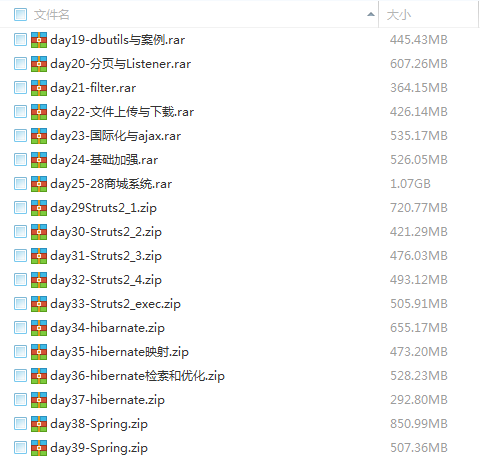 文件名 大小
day19-dbutils与案例.rar 445.43MB
day20-分页与Listener.rar 607.26MB
day21-filter.rar 364.15MB
day22-文件上传与下载.rar 426.14MB
day23-国际化与ajax.rar 535.17MB
day24-基础加强.rar 526.05MB
day25-28商城系统.rar 1.07GB
day29Struts2_1.zip 720.77MB
day30-Struts2_2.zip 421.29MB
day31-Struts2_3.zip 476.03MB
day32-Struts2_4.zip 493.12MB
day33-Struts2_exec.zip 505.91MB
day34-hibarnate.zip 655.17MB
day35-hibernate映射.zip 473.20MB
day36-hibernate检索和优化.zip 528.23MB
day37-hibernate.zip 292.80MB
day38-Spring.zip 850.99MB
day39-Spring.zip 507.36MB